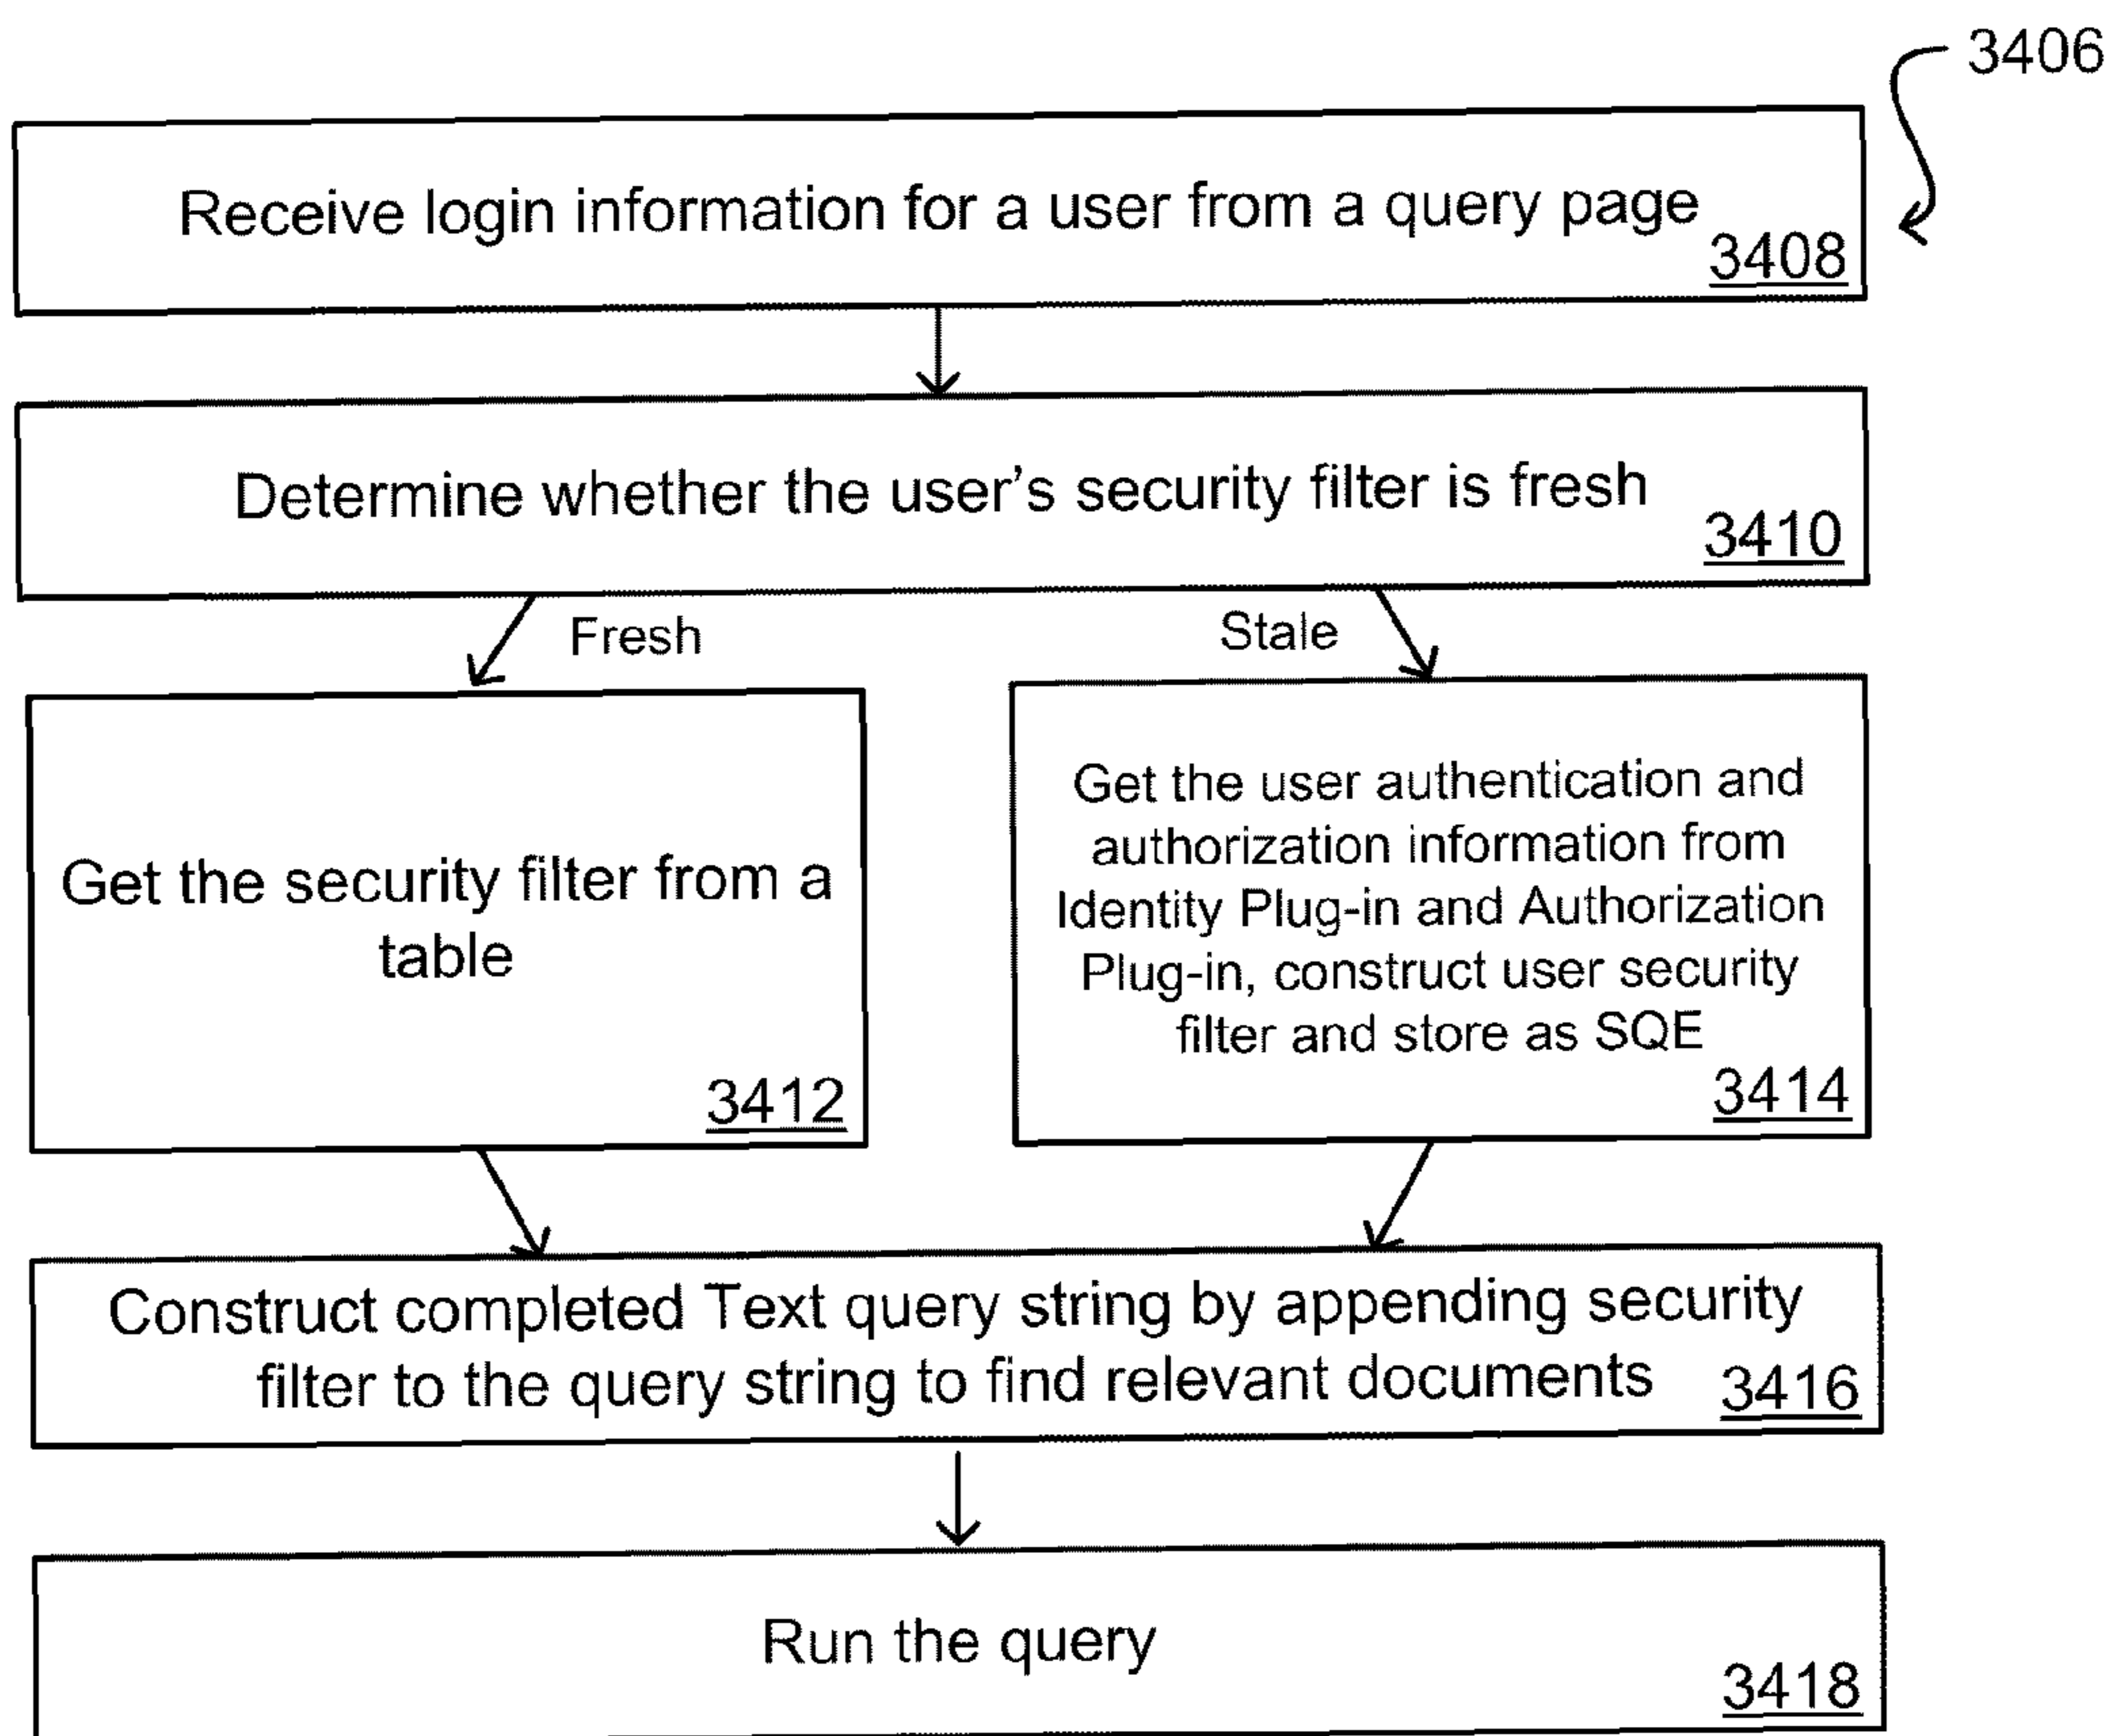 3406
Receive login information for a user from a query page
3408
Determine whether the user's security filter is fresh
3410
Fresh
Stale
Get the security filter from a
table
3412
Get the user authentication and
authorization information from
Identity Plug-in and Authorization
Plug-in, construct user security
filter and store as SQE
3414
Construct completed Text query string by appending security
filter to the query string to find relevant documents
3416
Run the query
3418